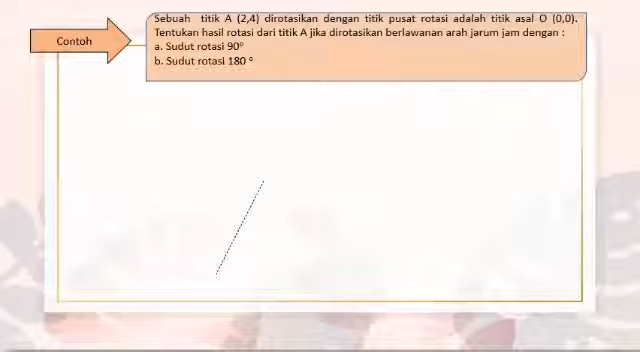 Contoh
Sebuah titik A (2,4) dirotasikan dengan titik pusat rotasi adalah titik asal O (0,0).
Tentukan hasil rotasi dari titik A jika dirotasikan berlawanan arah jarum jam dengan :
a. Sudut rotasi 90°
b. Sudut rotasi 180 °